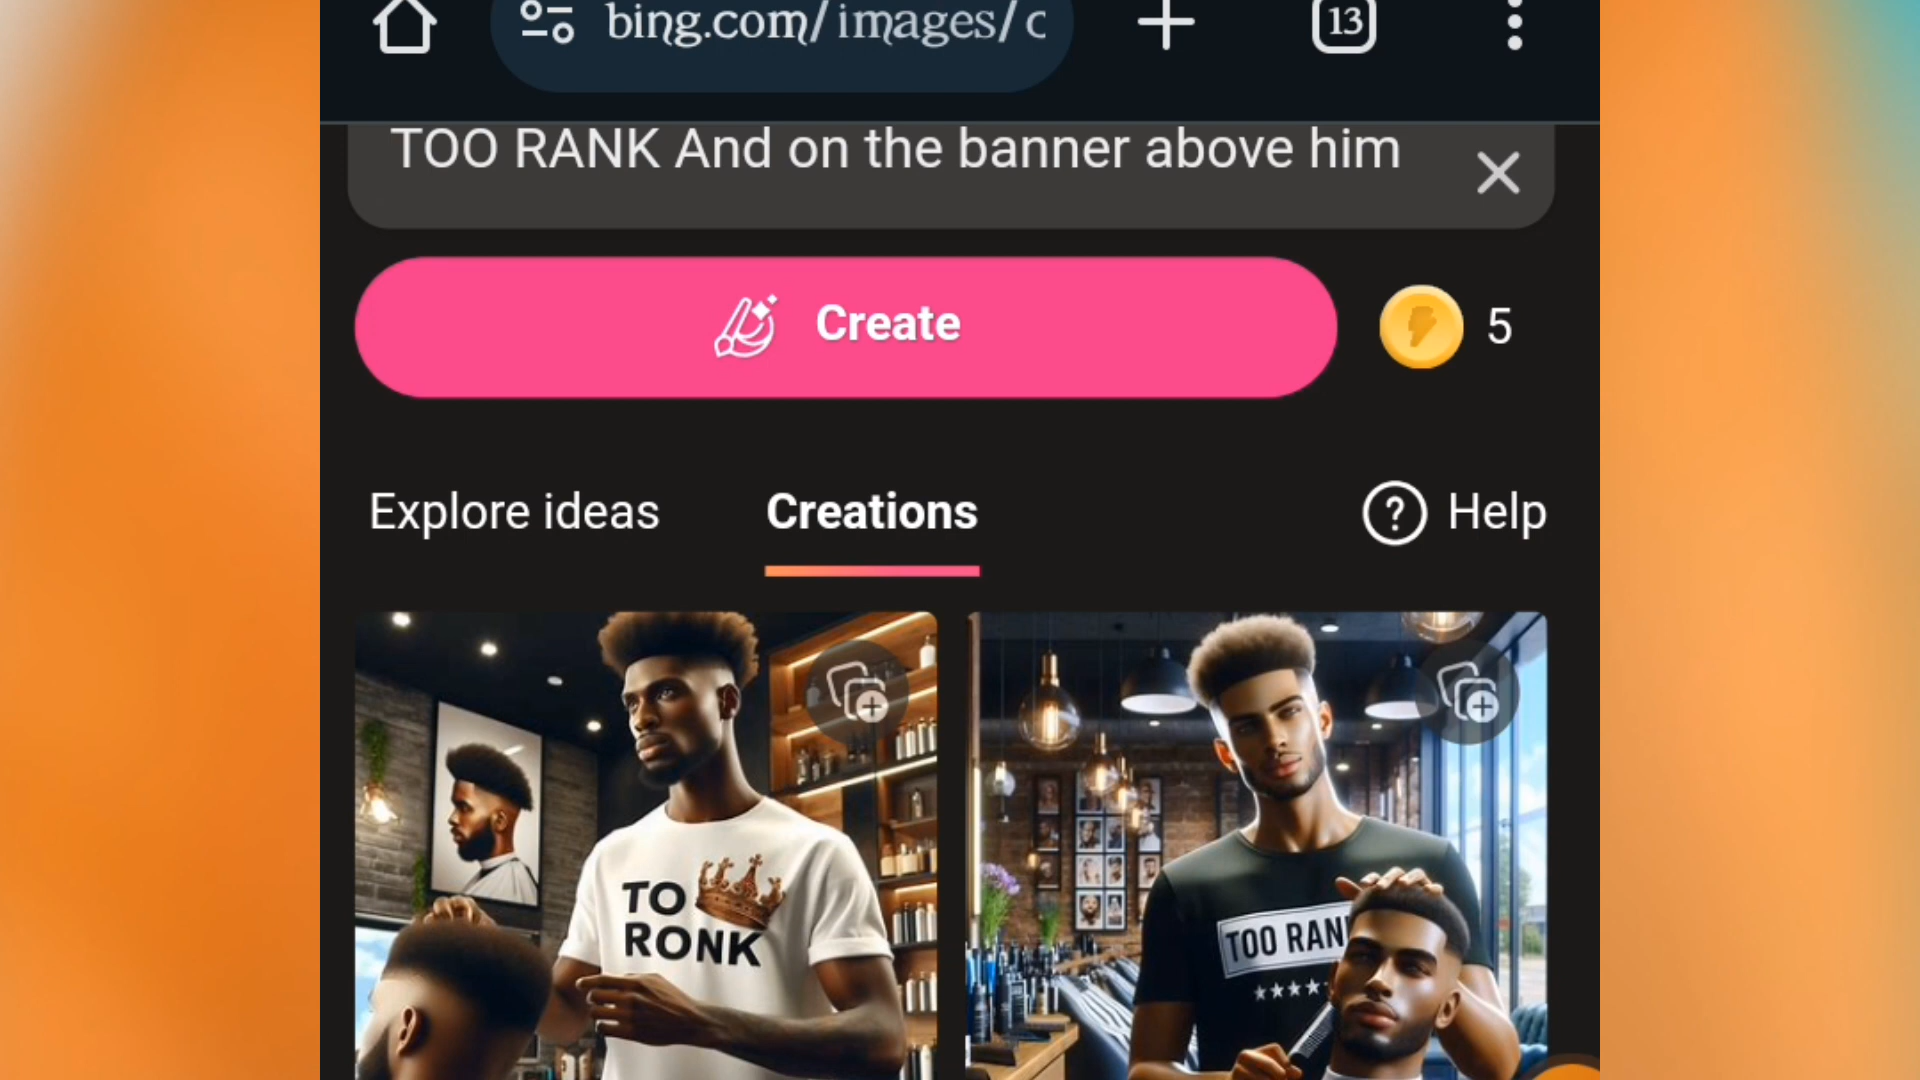 bing.com/images/c
13
TOO RANK And on the banner above him
Create
5
Explore ideas
Creations
Help
TO
RONK
TOO RAN